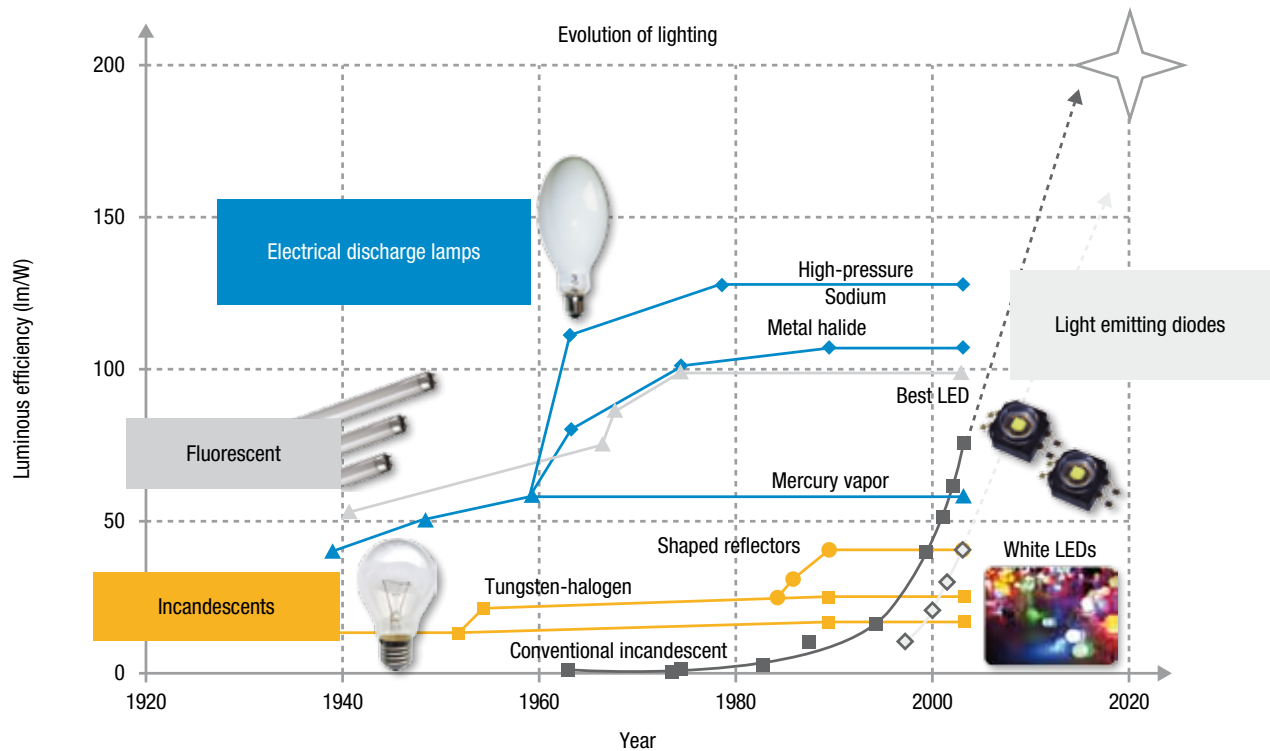 Evolution of lighting
Luminous efficiency (lm/W)
200
150
100
50
0
Electrical discharge lamps
High-pressure
Sodium
Metal halide
Light emitting diodes
Best LED
Fluorescent
Mercury vapor
Shaped reflectors
White LEDs
Tungsten-halogen
Incandescents
Conventional incandescent
1920
1940
1960
1980
2000
2020
Year